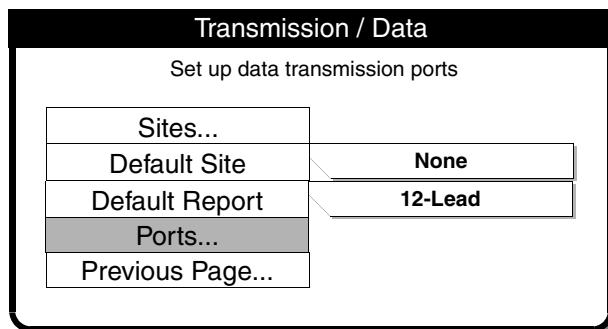 Transmission / Data
Set up data transmission ports
Sites...
Default Site
None
Default Report
12-Lead
Ports...
Previous Page...